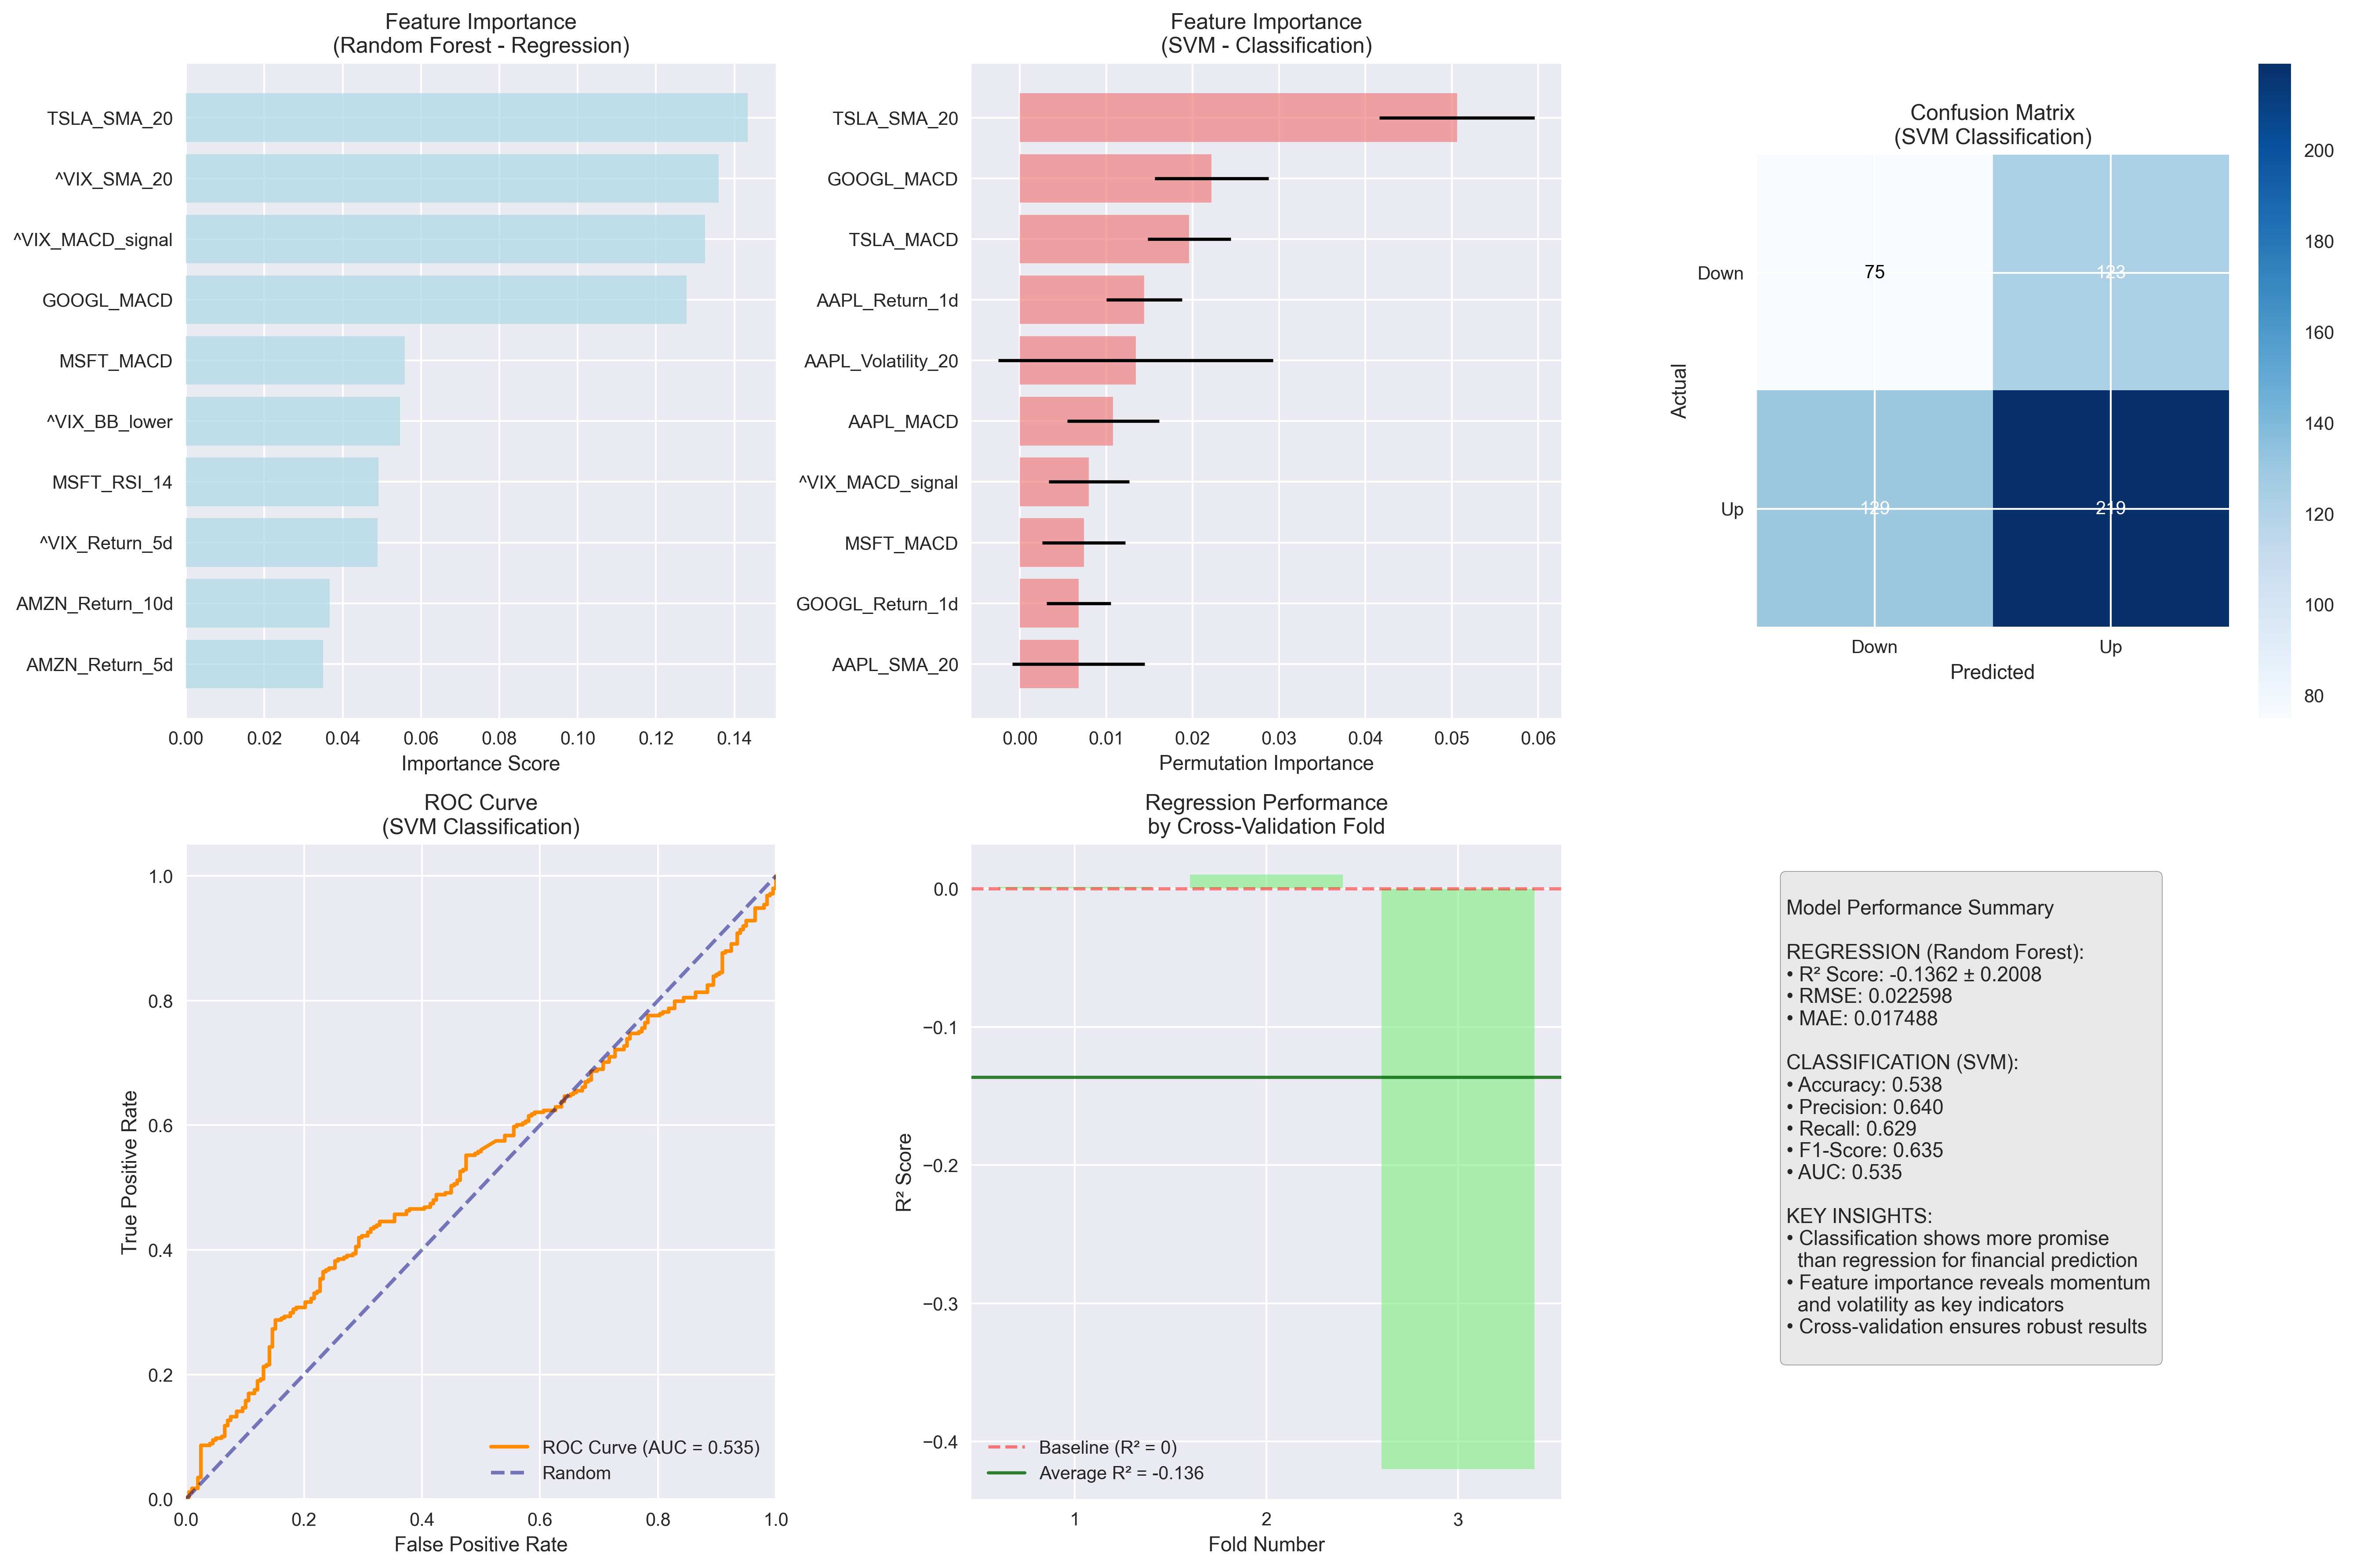 Feature Importance
(Random Forest - Regression)
TSLA_SMA_20
^VIX_SMA_20
^VIX_MACD_signal
GOOGL_MACD
MSFT_MACD
^VIX_BB_lower
MSFT_RSI_14
^VIX_Return_5d
AMZN_Return_10d
AMZN_Return_5d
0.00 0.02 0.04 0.06 0.08 0.10 0.12 0.14
Importance Score
Feature Importance
(SVM - Classification)
TSLA_SMA_20
GOOGL_MACD
TSLA_MACD
AAPL_Return_1d
AAPL_Volatility_20
AAPL_MACD
^VIX_MACD_signal
MSFT_MACD
GOOGL_Return_1d
AAPL_SMA_20
0.00 0.01 0.02 0.03 0.04 0.05 0.06
Permutation Importance
Confusion Matrix
(SVM Classification)
Actual
Down 75 123
Up 129 219
Down Up
Predicted
200
180
160
140
120
100
80
ROC Curve
(SVM Classification)
True Positive Rate
1.0
0.8
0.6
0.4
0.2
0.0
ROC Curve (AUC = 0.535)
Random
0.0 0.2 0.4 0.6 0.8 1.0
False Positive Rate
Regression Performance
by Cross-Validation Fold
R² Score
0.0
−0.1
−0.2
−0.3
−0.4
Baseline (R² = 0)
Average R² = -0.136
1 2 3
Fold Number
Model Performance Summary
REGRESSION (Random Forest):
• R² Score: -0.1362 ± 0.2008
• RMSE: 0.022598
• MAE: 0.017488
CLASSIFICATION (SVM):
• Accuracy: 0.538
• Precision: 0.640
• Recall: 0.629
• F1-Score: 0.635
• AUC: 0.535
KEY INSIGHTS:
• Classification shows more promise
than regression for financial prediction
• Feature importance reveals momentum
and volatility as key indicators
• Cross-validation ensures robust results